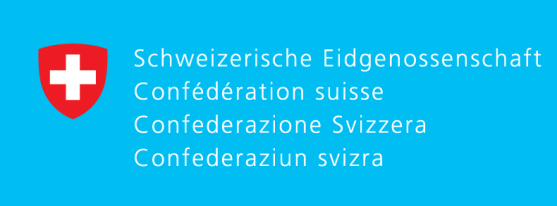 Schweizerische Eidgenossenschaft
Confédération suisse
Confederazione Svizzera
Confederaziun svizra